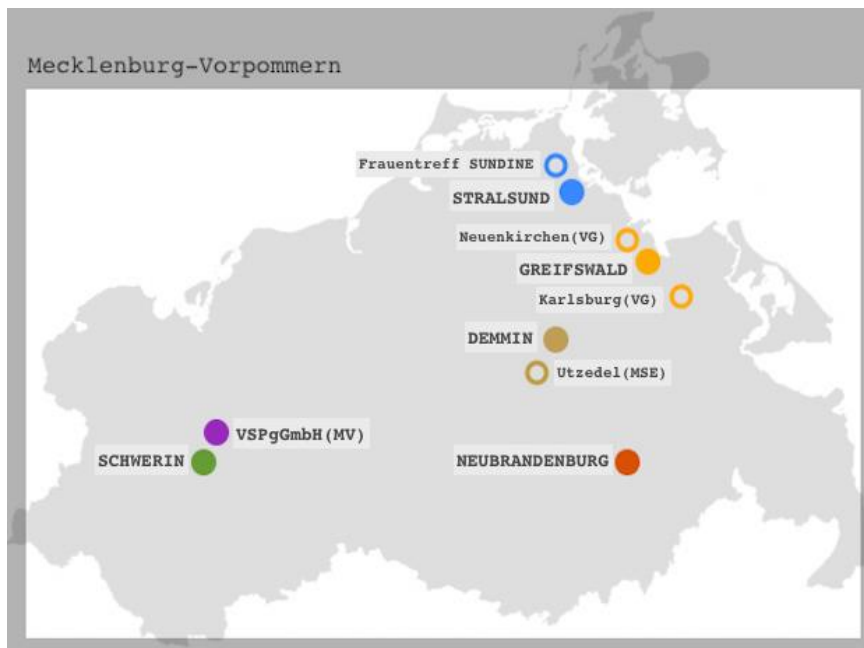 Mecklenburg-Vorpommern
Frauentreff SUNDINE
STRALSUND
Neuenkirchen(VG)
GREIFSWALD
Karlsburg(VG)
DEMMIN
Utzedel(MSE)
VSPgGmbH(MV)
SCHWERIN
NEUBRANDENBURG